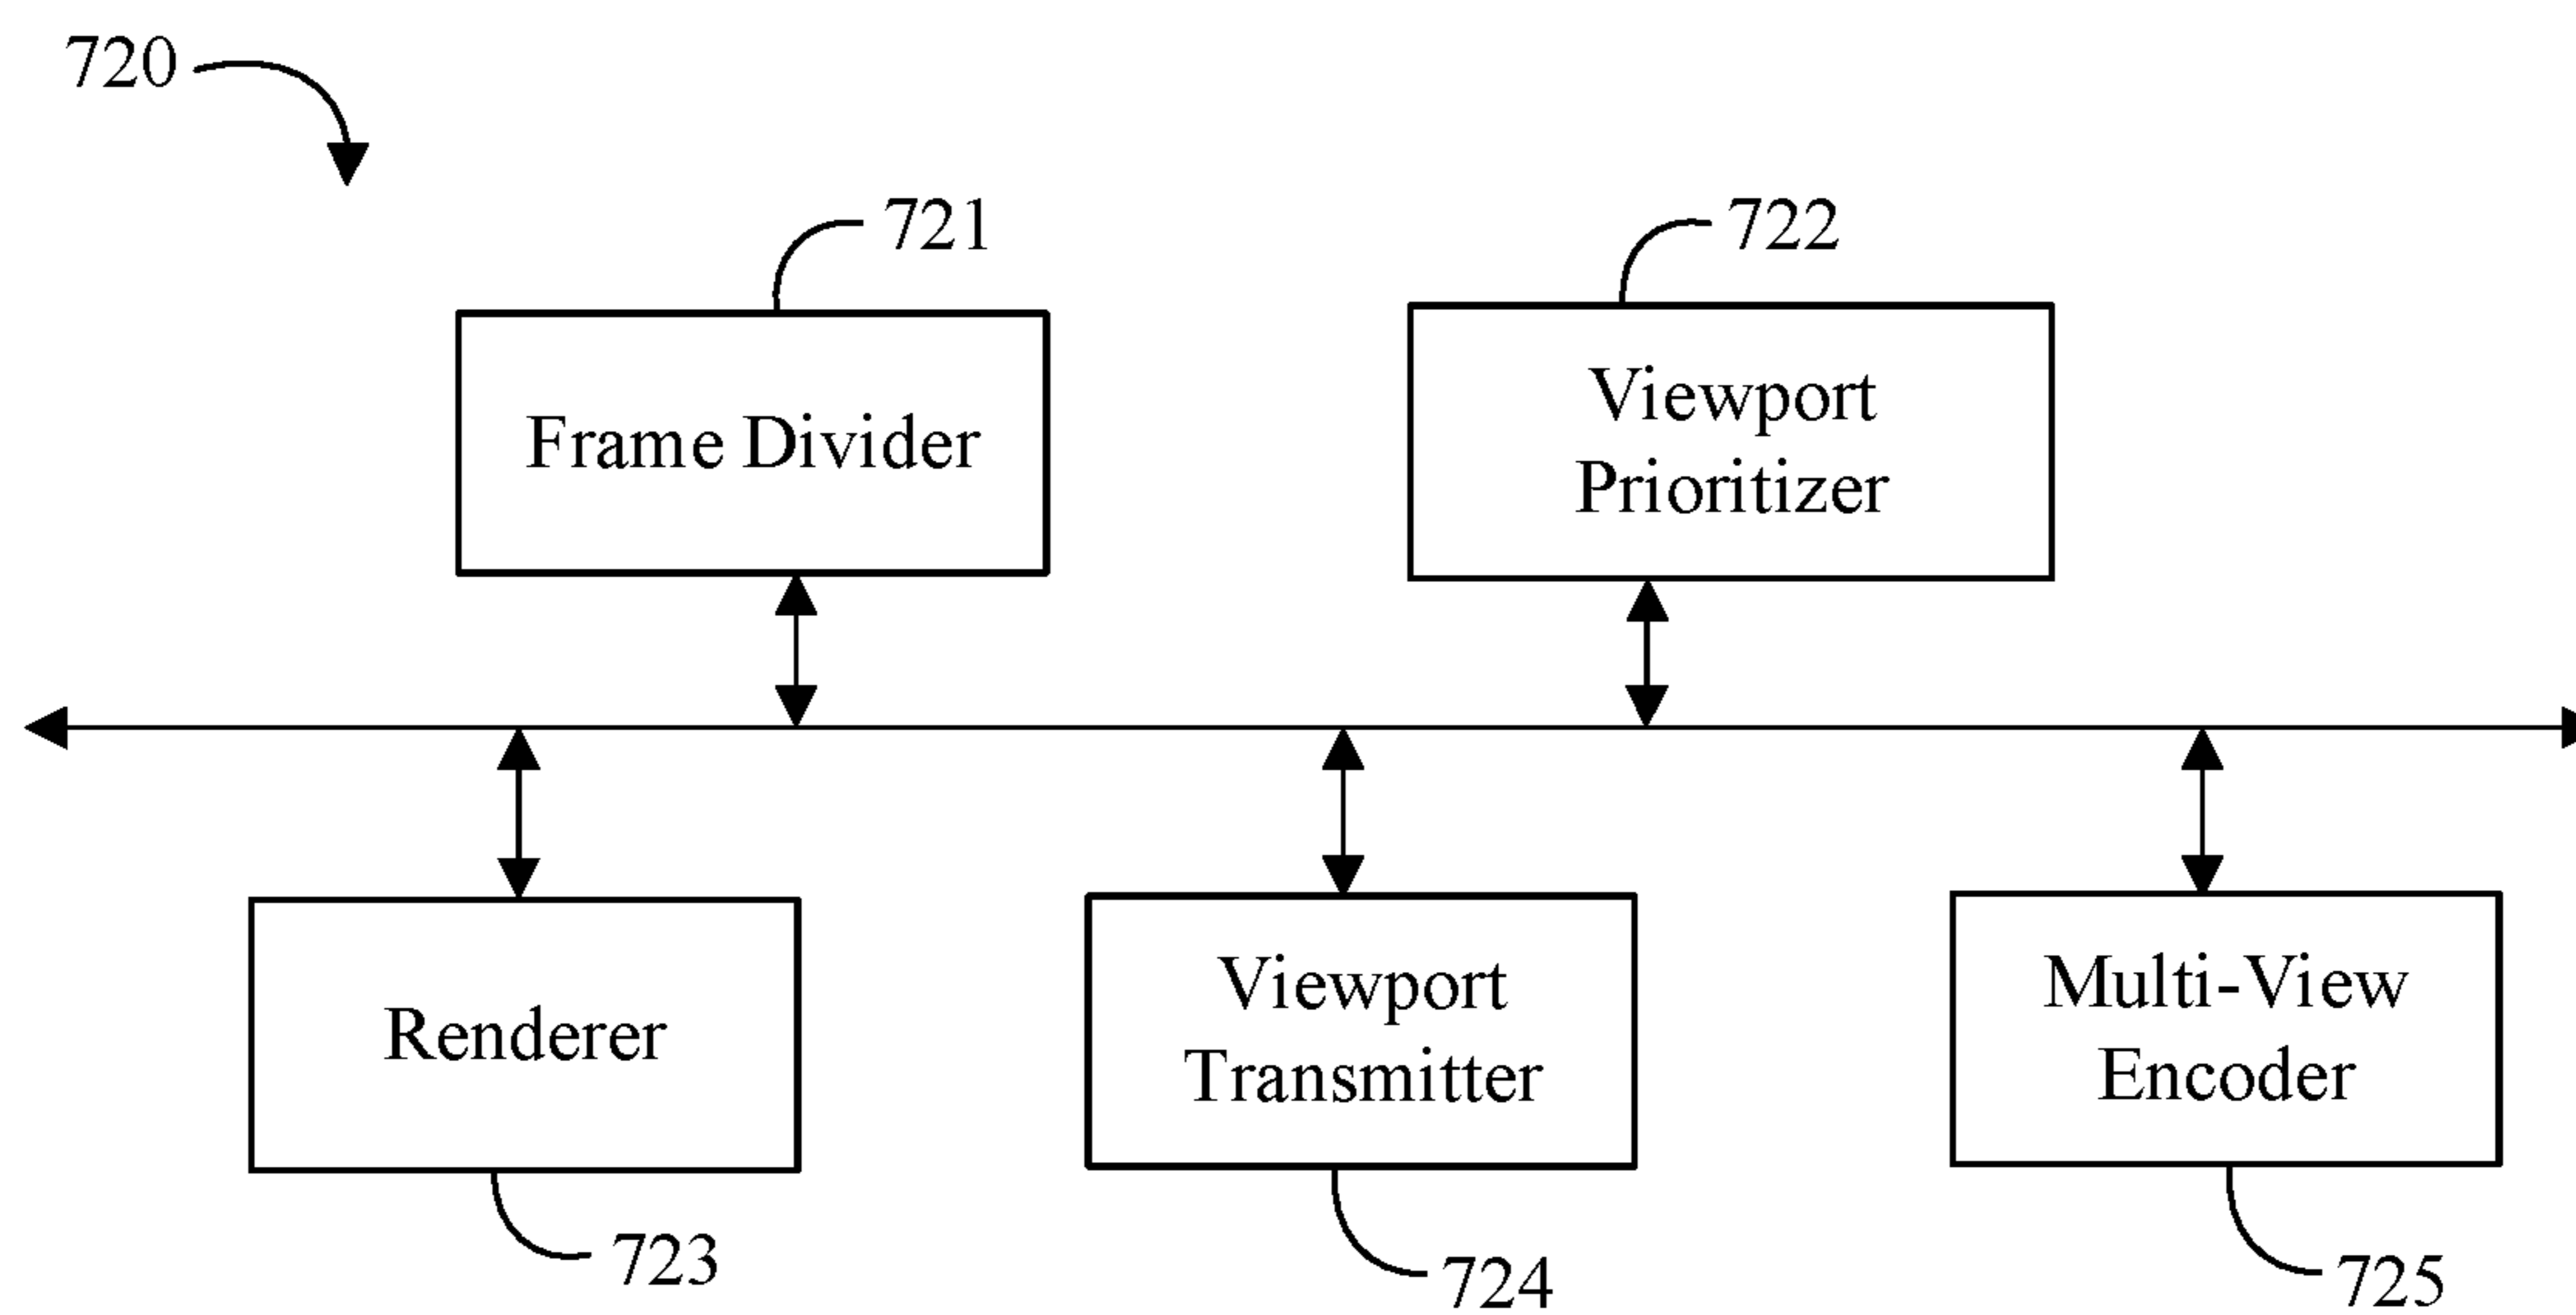 720
721
722
Frame Divider
Viewport
Prioritizer
Renderer
Viewport
Transmitter
Multi-View
Encoder
723
724
725